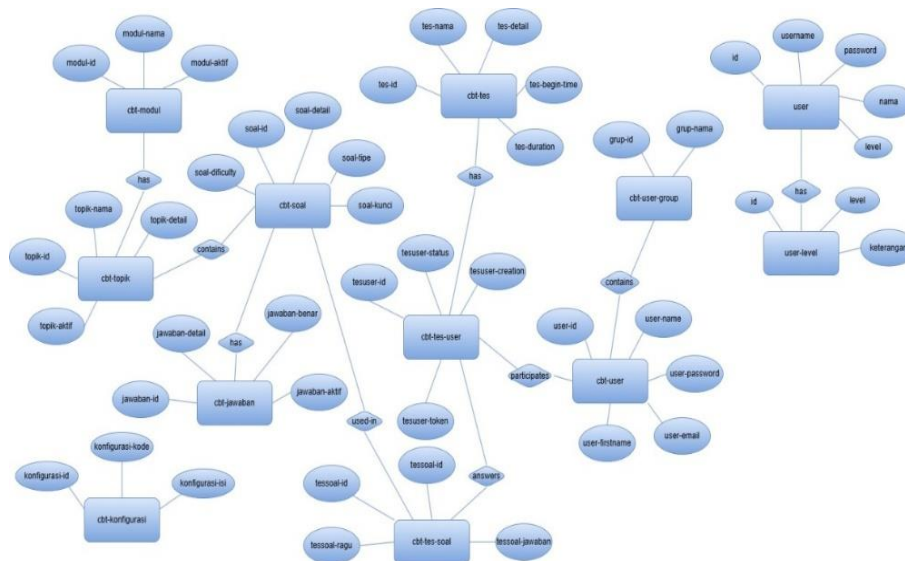 modul-nama
modul-id
modul-aktif
cbt-modul
has
topik-nama
topik-detail
topik-id
cbt-topik
topik-aktif
contains
soal-detail
soal-id
soal-tipe
soal-dificulty
cbt-soal
soal-kunci
has
jawaban-detail
jawaban-benar
jawaban-id
cbt-jawaban
jawaban-aktif
konfigurasi-kode
konfigurasi-id
konfigurasi-isi
cbt-konfigurasi
used-in
tes-nama
tes-detail
tes-id
cbt-tes
tes-begin-time
tes-duration
has
tesuser-status
tesuser-creation
tesuser-id
cbt-tes-user
tesuser-token
participates
answers
tessoal-id
tessoal-id
tessoal-ragu
cbt-tes-soal
tessoal-jawaban
grup-id
grup-nama
cbt-user-group
contains
user-id
user-name
cbt-user
user-password
user-firstname
user-email
username
id
password
user
nama
level
has
id
level
user-level
keterangan